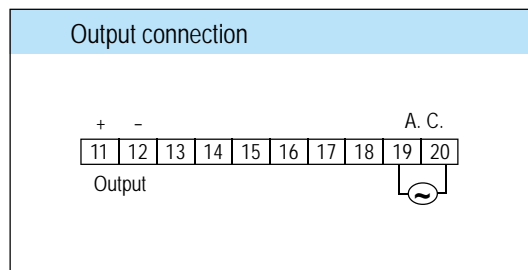 Output connection
+ – A. C.
11 12 13 14 15 16 17 18 19 20
Output
~